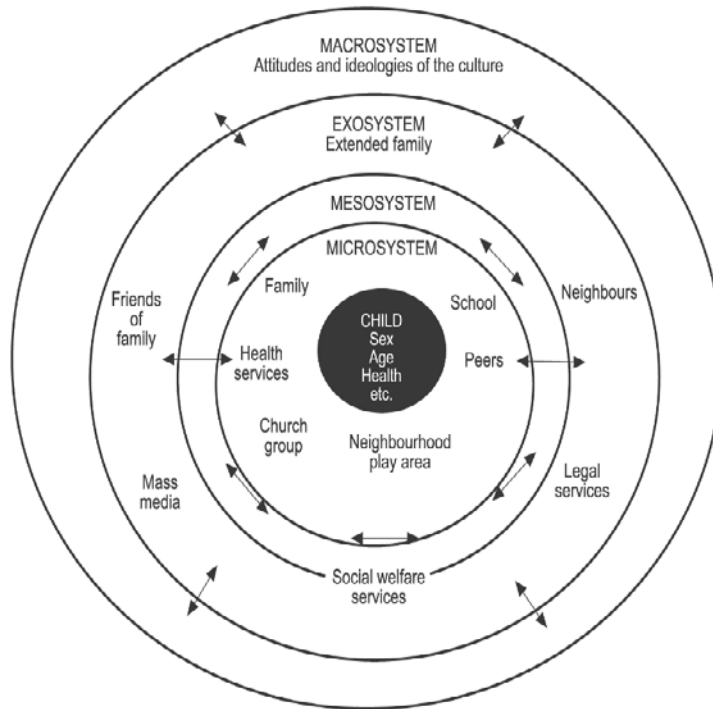 MACROSYSTEM
Attitudes and ideologies of the culture
EXOSYSTEM
Extended family
MESOSYSTEM
MICROSYSTEM
Family
School
Friends
of
family
Neighbours
CHILD
Sex
Age
Health
etc.
Health
services
Peers
Church
group
Neighbourhood
play area
Mass
media
Legal
services
Social welfare
services